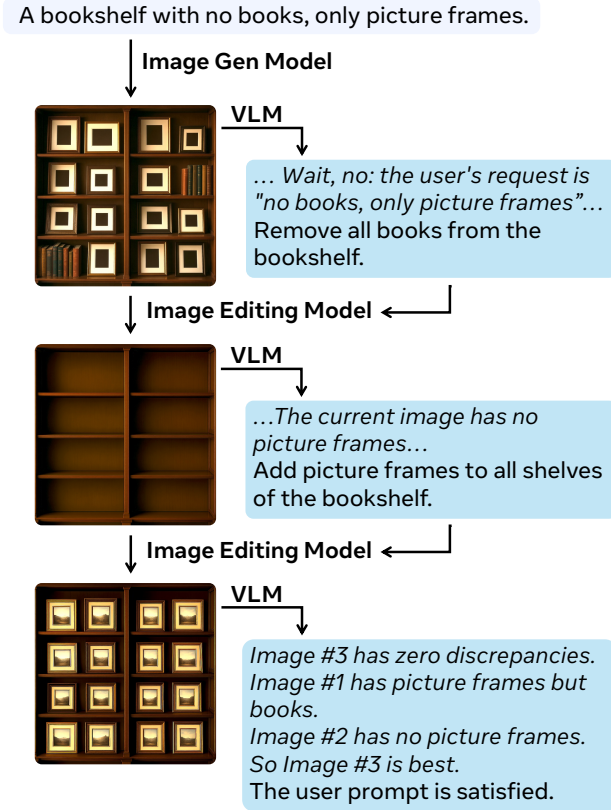 A bookshelf with no books, only picture frames.
Image Gen Model
VLM
... Wait, no: the user's request is
"no books, only picture frames”...
Remove all books from the
bookshelf.
Image Editing Model
VLM
...The current image has no
picture frames...
Add picture frames to all shelves
of the bookshelf.
Image Editing Model
VLM
Image #3 has zero discrepancies.
Image #1 has picture frames but
books.
Image #2 has no picture frames.
So Image #3 is best.
The user prompt is satisfied.